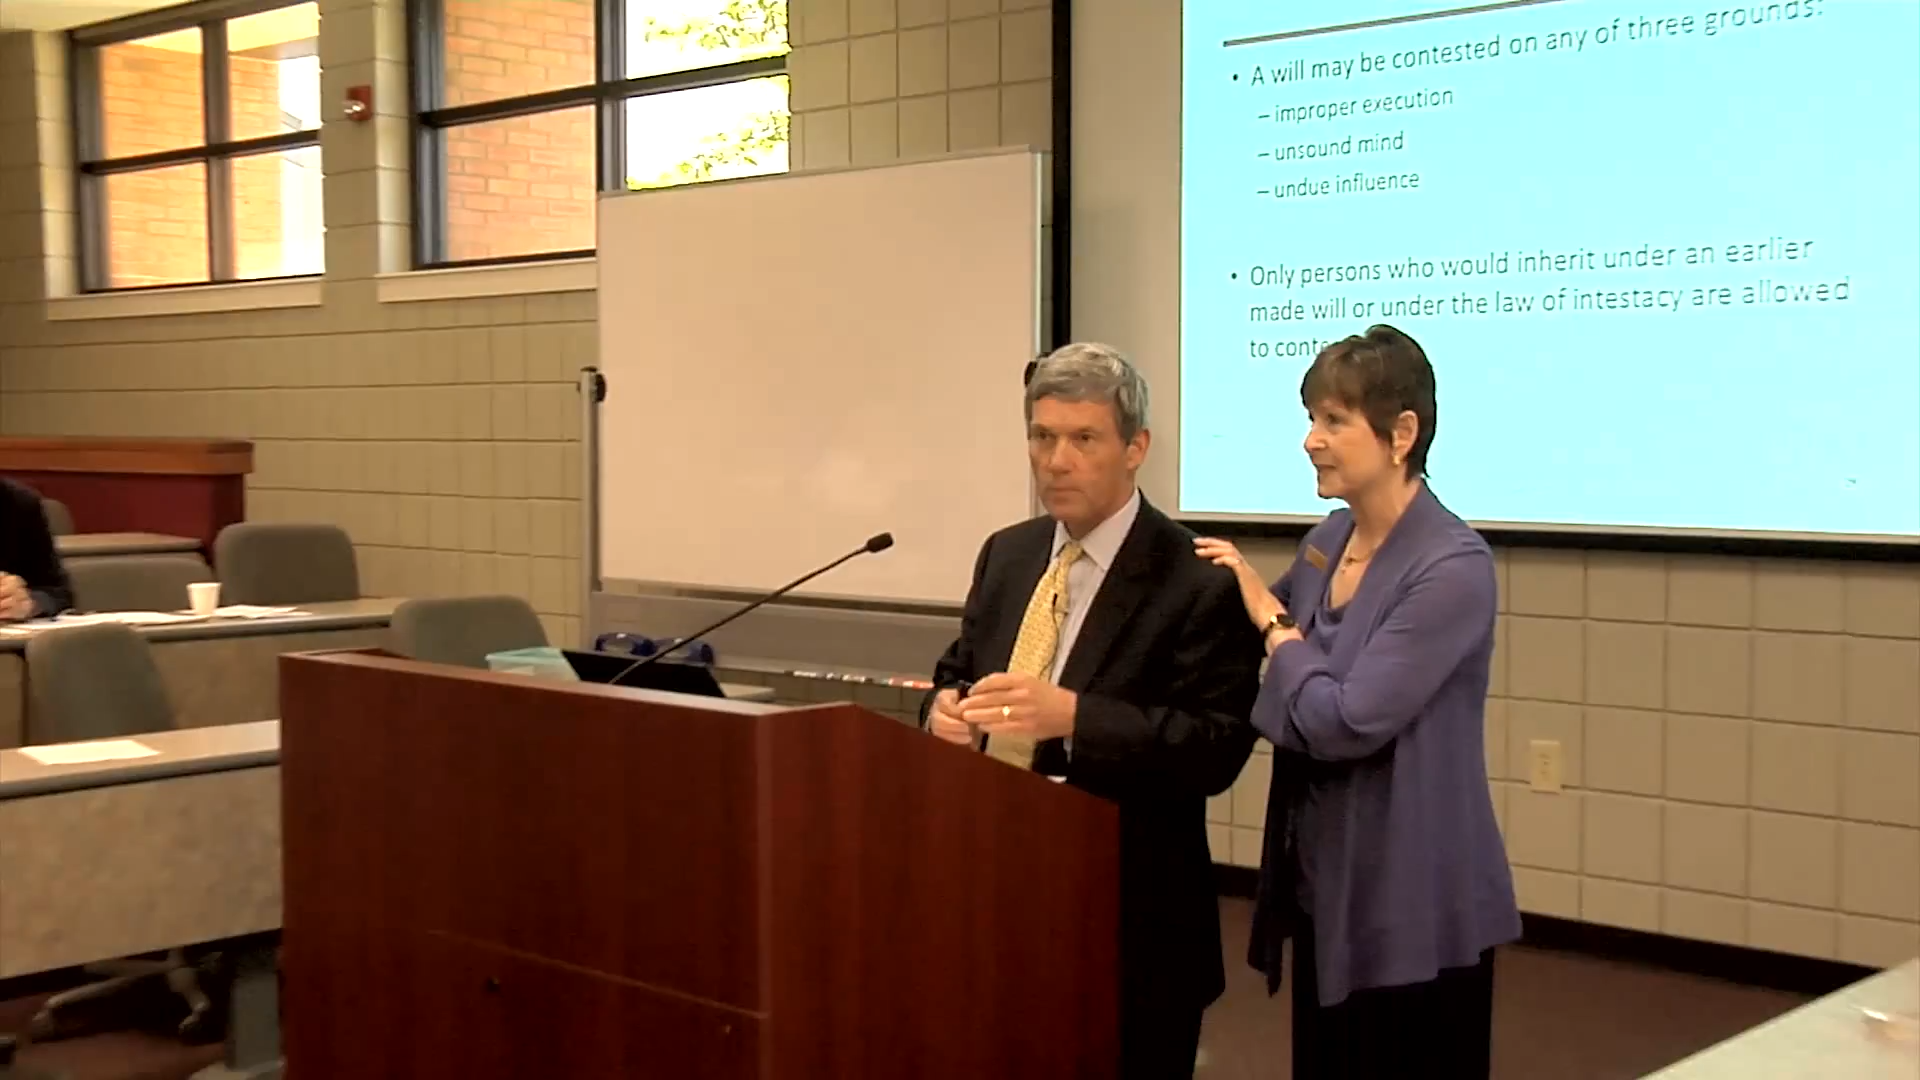 • A will may be contested on any of three grounds:
– improper execution
– unsound mind
– undue influence
• Only persons who would inherit under an earlier
made will or under the law of intestacy are allowed
to